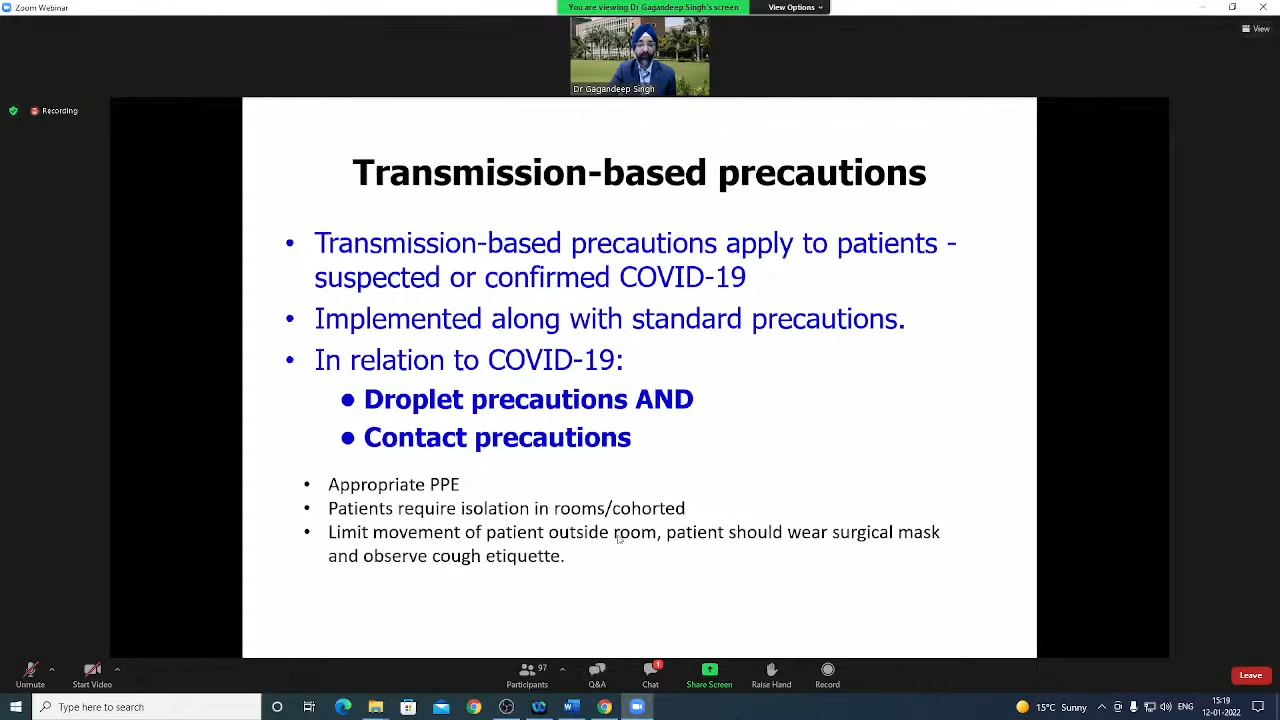 Zoom Webinar
You are viewing Dr Gagandeep Singh's screen
View Options
View
Dr Gagandeep Singh
Recording
Transmission-based precautions
• Transmission-based precautions apply to patients -
suspected or confirmed COVID-19
• Implemented along with standard precautions.
• In relation to COVID-19:
● Droplet precautions AND
● Contact precautions
• Appropriate PPE
• Patients require isolation in rooms/cohorted
• Limit movement of patient outside room, patient should wear surgical mask
and observe cough etiquette.
97
1
Unmute
Start Video
Participants
Q&A
Chat
Share Screen
Raise Hand
Record
Leave
Type here to search
15°C Sunny
ENG
15:19
12-01-2022